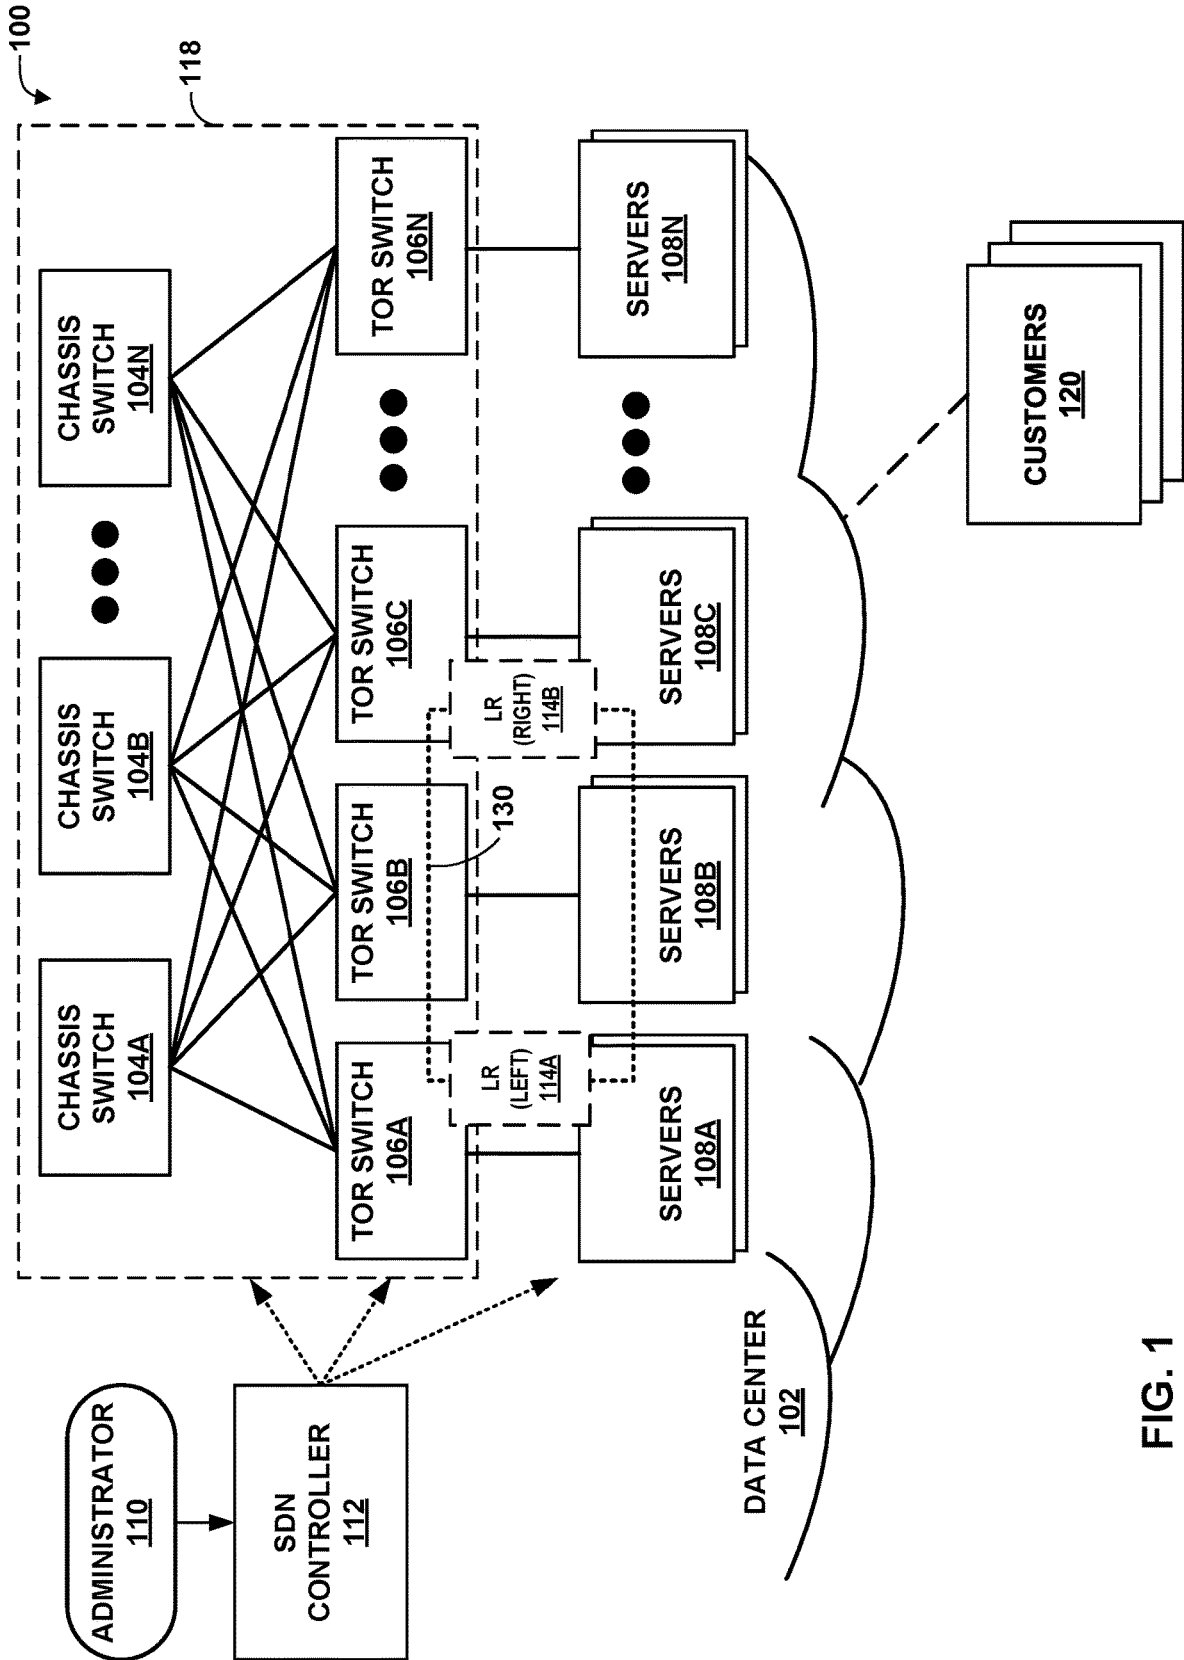 100
118
ADMINISTRATOR
110
SDN
CONTROLLER
112
CHASSIS
SWITCH
104A
CHASSIS
SWITCH
104B
CHASSIS
SWITCH
104N
TOR SWITCH
106A
TOR SWITCH
106B
TOR SWITCH
106C
TOR SWITCH
106N
130
LR
(LEFT)
114A
LR
(RIGHT)
114B
SERVERS
108A
SERVERS
108B
SERVERS
108C
SERVERS
108N
DATA CENTER
102
CUSTOMERS
120
FIG. 1